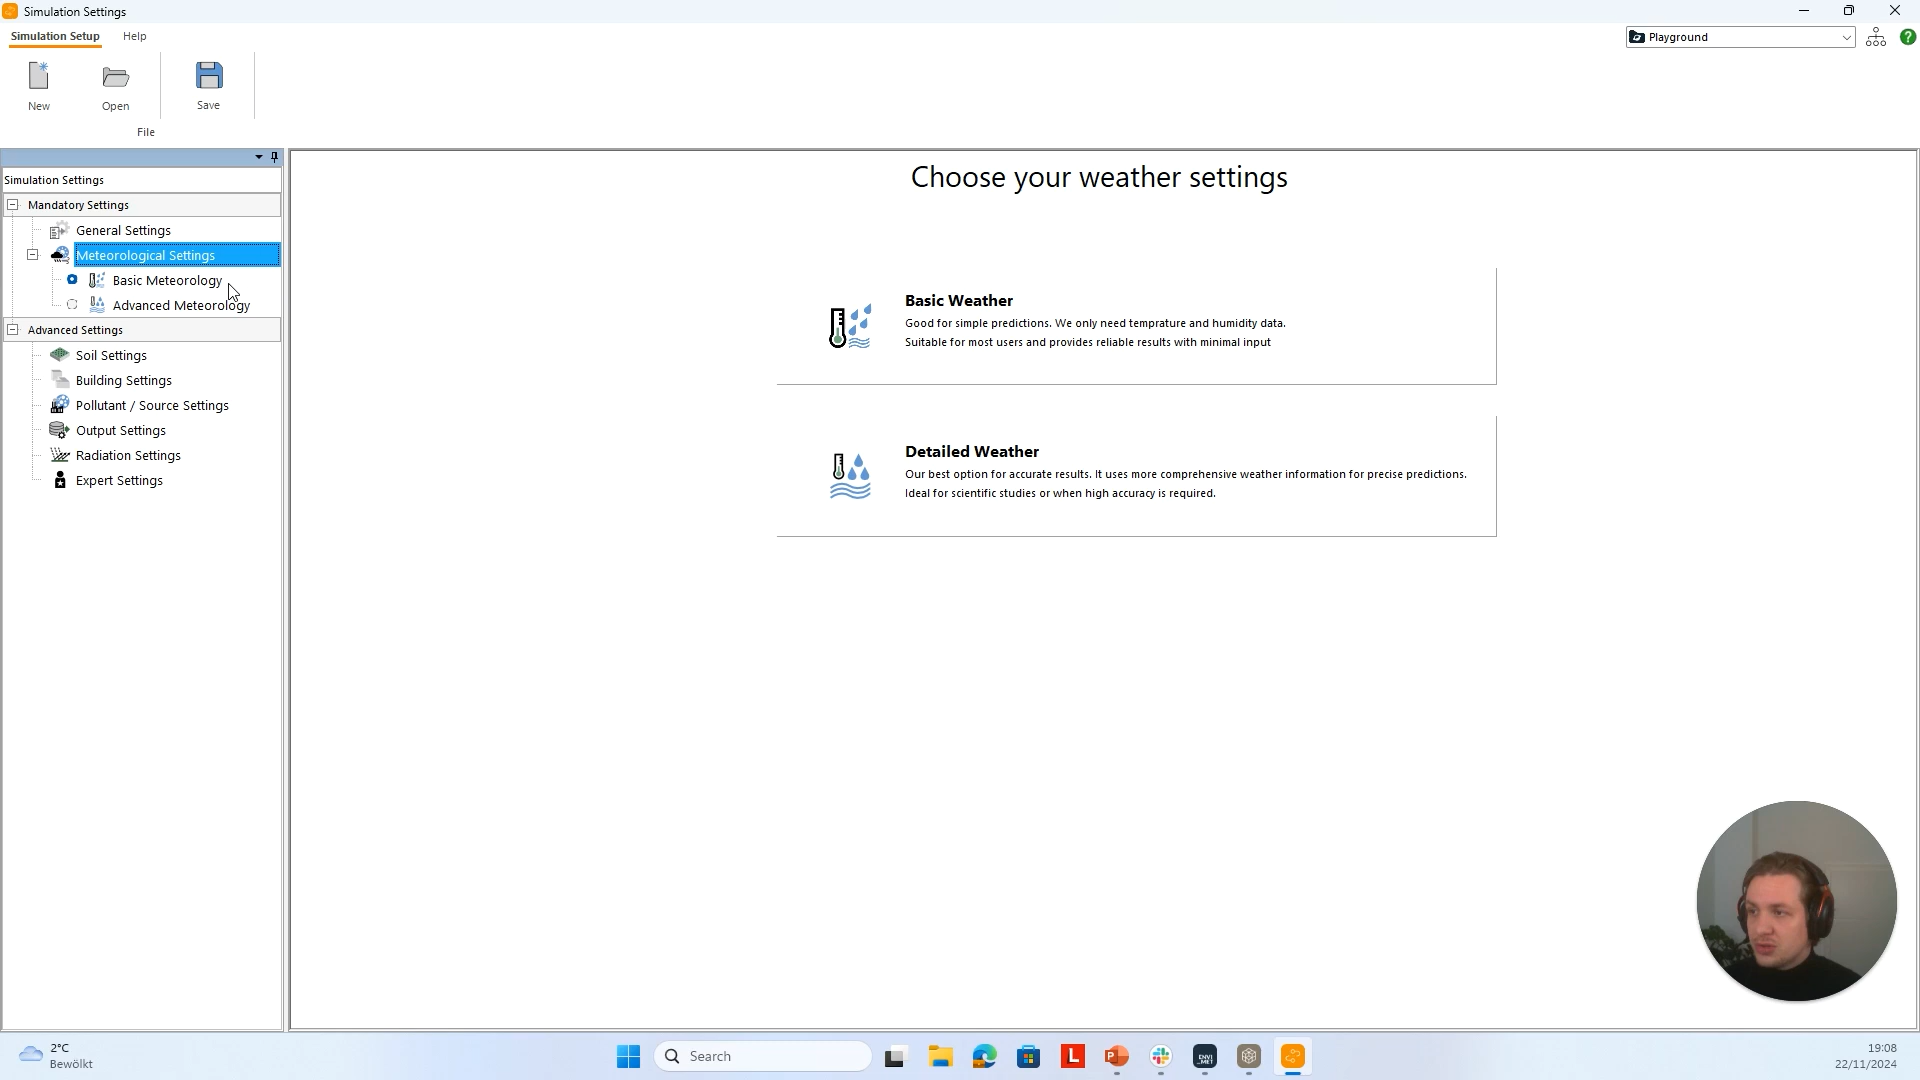 Simulation Settings
Simulation Setup
Help
Playground
?
New
Open
Save
File
Simulation Settings
Mandatory Settings
General Settings
Meteorological Settings
Basic Meteorology
Advanced Meteorology
Advanced Settings
Soil Settings
Building Settings
Pollutant / Source Settings
Output Settings
Radiation Settings
Expert Settings
Choose your weather settings
Basic Weather
Good for simple predictions. We only need temprature and humidity data.
Suitable for most users and provides reliable results with minimal input
Detailed Weather
Our best option for accurate results. It uses more comprehensive weather information for precise predictions.
Ideal for scientific studies or when high accuracy is required.
2°C
Bewölkt
Search
L
P
ENVI
_MET
19:08
22/11/2024